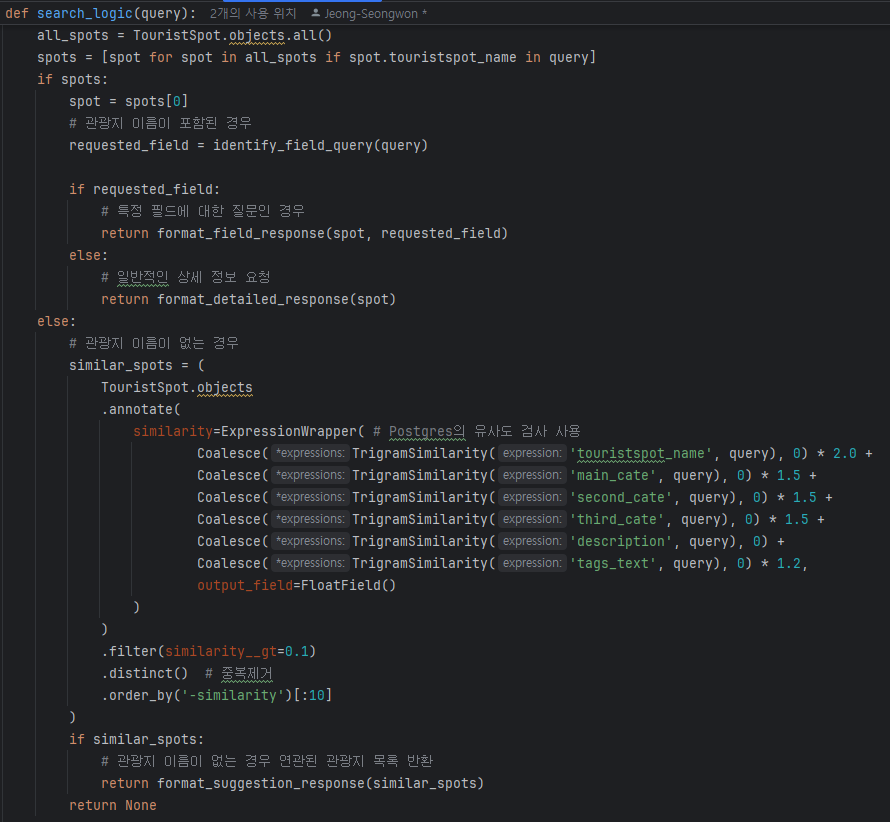 def search_logic(query): 2개의 사용 위치 Jeong-Seongwon *
all_spots = TouristSpot.objects.all()
spots = [spot for spot in all_spots if spot.touristspot_name in query]
if spots:
spot = spots[0]
# 관광지 이름이 포함된 경우
requested_field = identify_field_query(query)
if requested_field:
# 특정 필드에 대한 질문인 경우
return format_field_response(spot, requested_field)
else:
# 일반적인 상세 정보 요청
return format_detailed_response(spot)
else:
# 관광지 이름이 없는 경우
similar_spots = (
TouristSpot.objects
.annotate(
similarity=ExpressionWrapper( # Postgres의 유사도 검사 사용
Coalesce( *expressions: TrigramSimilarity( expression: 'touristspot_name', query), 0) * 2.0 +
Coalesce( *expressions: TrigramSimilarity( expression: 'main_cate', query), 0) * 1.5 +
Coalesce( *expressions: TrigramSimilarity( expression: 'second_cate', query), 0) * 1.5 +
Coalesce( *expressions: TrigramSimilarity( expression: 'third_cate', query), 0) * 1.5 +
Coalesce( *expressions: TrigramSimilarity( expression: 'description', query), 0) +
Coalesce( *expressions: TrigramSimilarity( expression: 'tags_text', query), 0) * 1.2,
output_field=FloatField()
)
)
.filter(similarity__gt=0.1)
.distinct() # 중복제거
.order_by('-similarity')[:10]
)
if similar_spots:
# 관광지 이름이 없는 경우 연관된 관광지 목록 반환
return format_suggestion_response(similar_spots)
return None